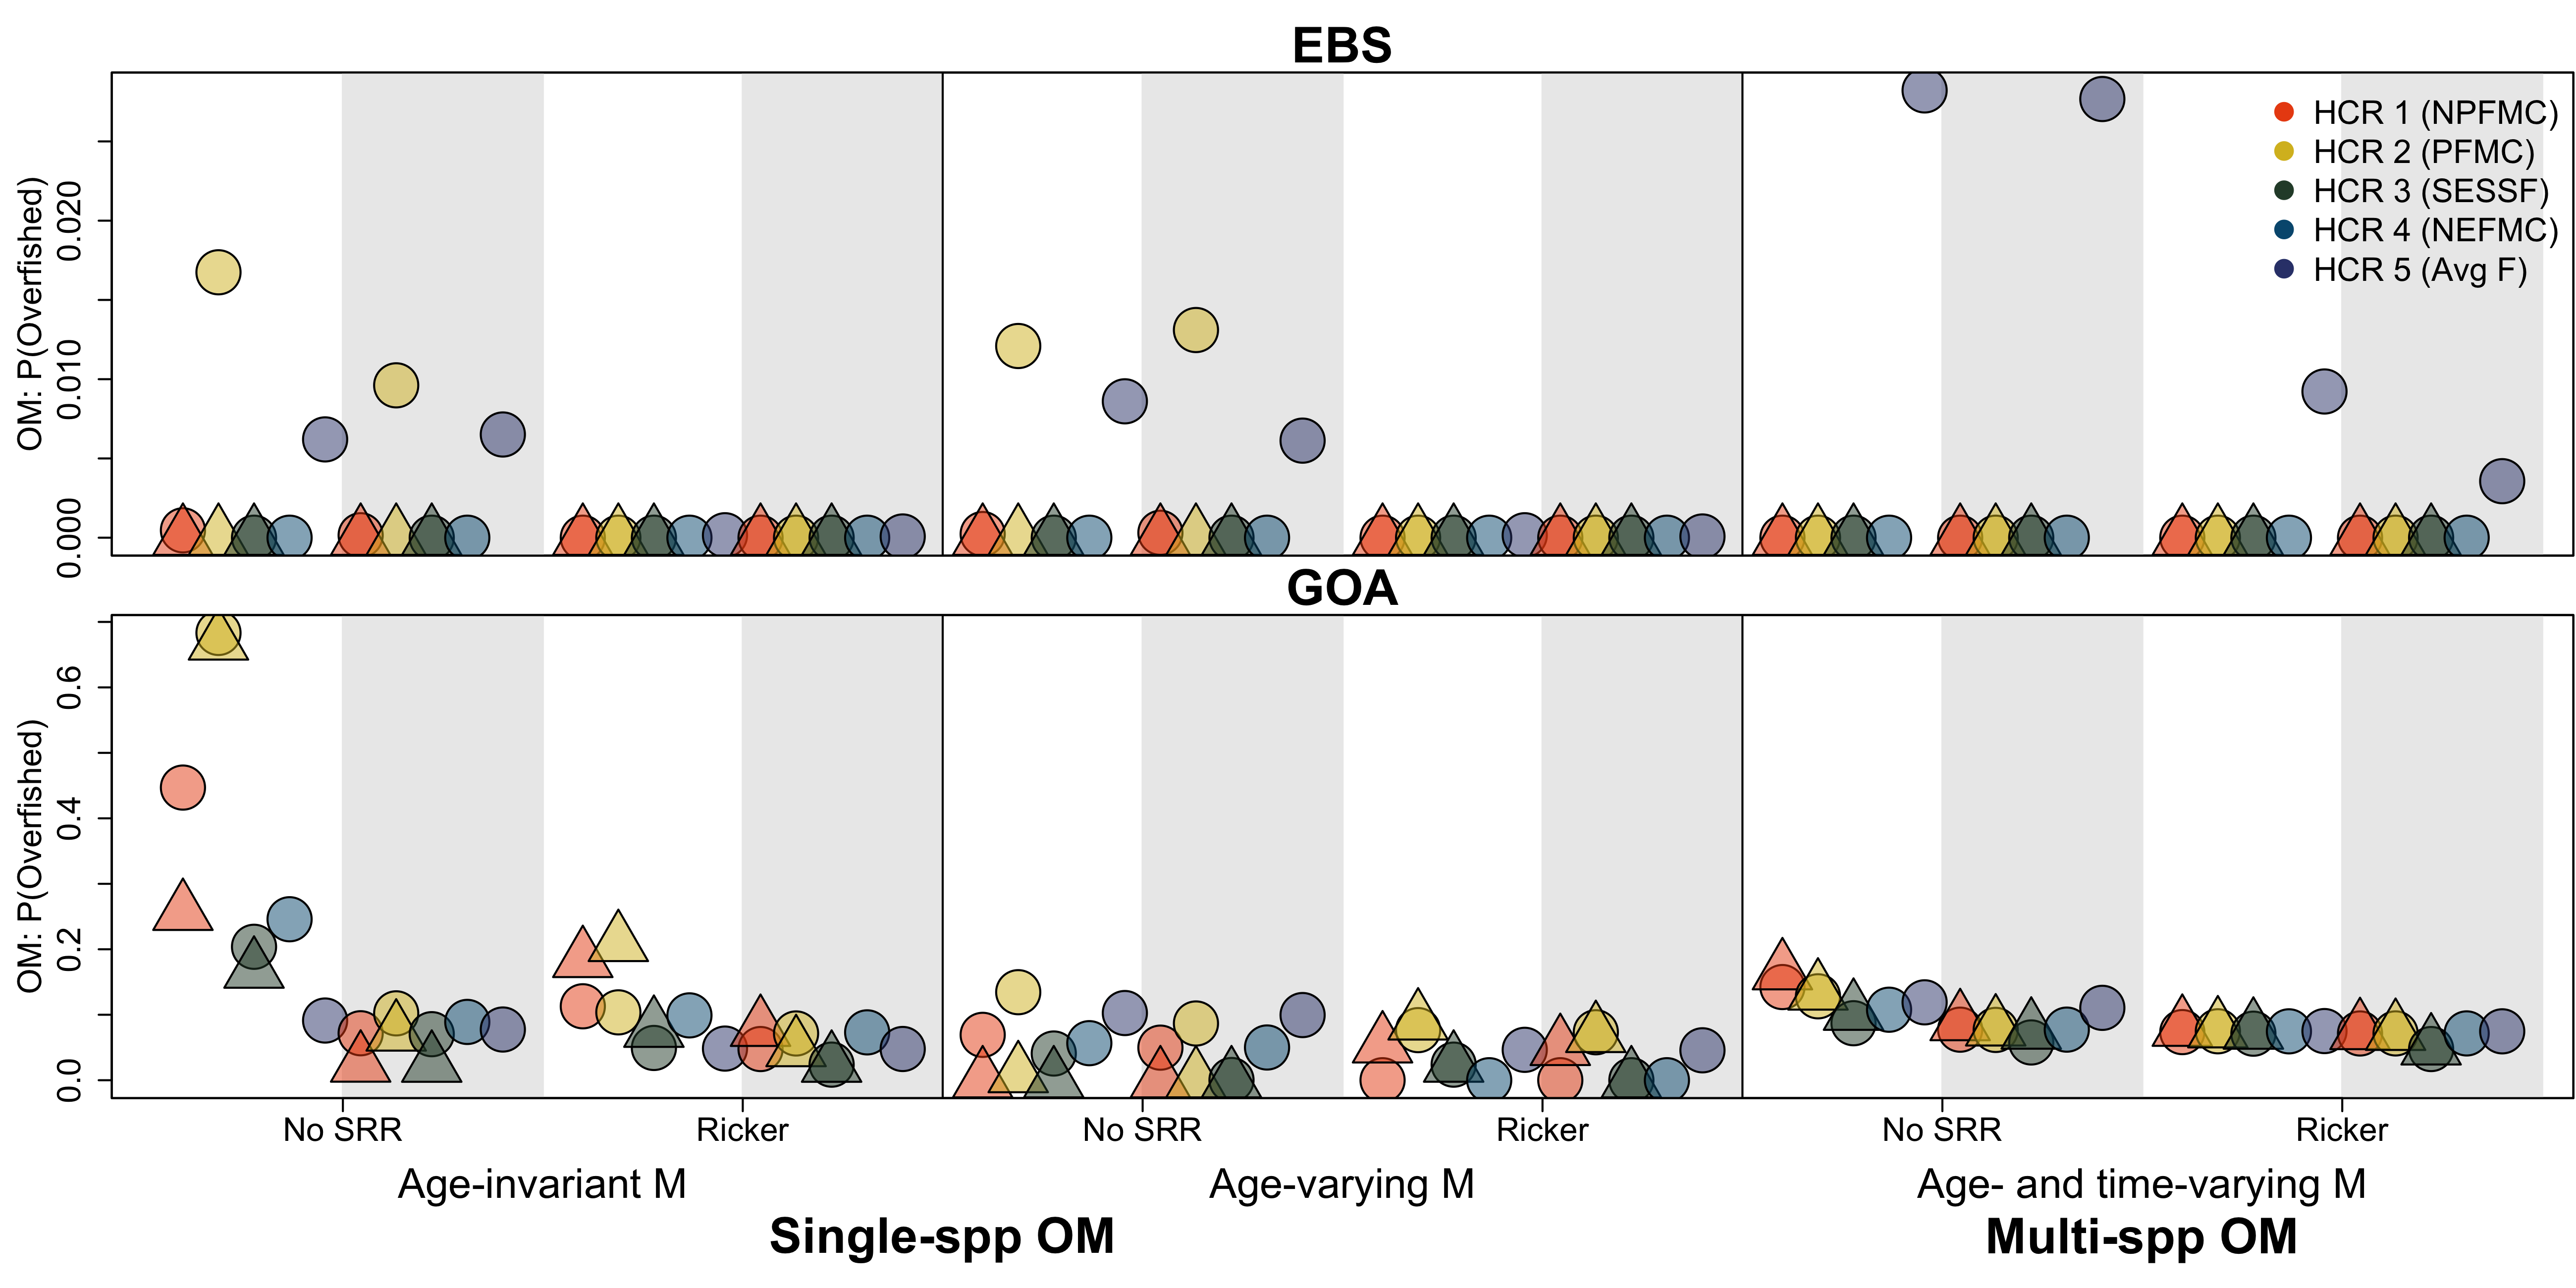 EBS
OM: P(Overfished)
0.020
0.010
0.000
HCR 1 (NPFMC)
HCR 2 (PFMC)
HCR 3 (SESSF)
HCR 4 (NEFMC)
HCR 5 (Avg F)
GOA
OM: P(Overfished)
0.6
0.4
0.2
0.0
No SRR Ricker No SRR Ricker No SRR Ricker
Age-invariant M Age-varying M Age- and time-varying M
Single-spp OM Multi-spp OM